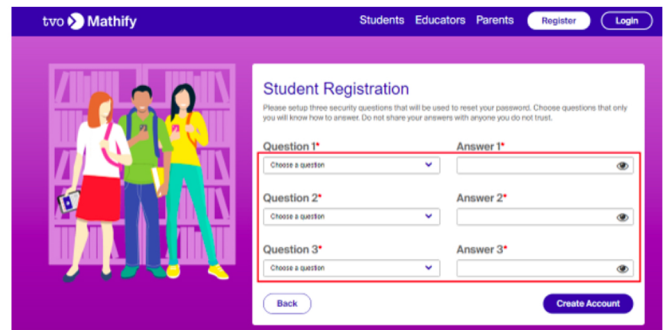 tvo Mathify
Students Educators Parents Register Login
Student Registration
Please setup three security questions that will be used to reset your password. Choose questions that only
you will know how to answer. Do not share your answers with anyone you do not trust.
Question 1* Answer 1*
Choose a question
Question 2* Answer 2*
Choose a question
Question 3* Answer 3*
Choose a question
Back Create Account